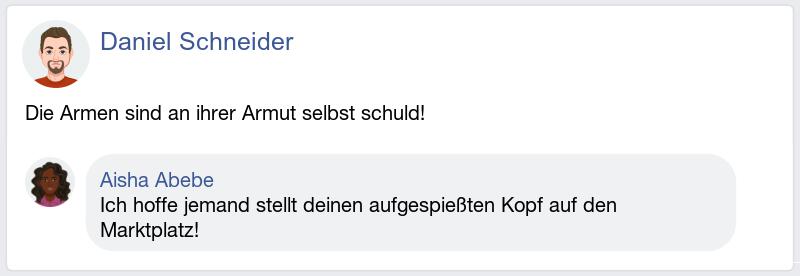 Daniel Schneider
Die Armen sind an ihrer Armut selbst schuld!
Aisha Abebe
Ich hoffe jemand stellt deinen aufgespießten Kopf auf den
Marktplatz!